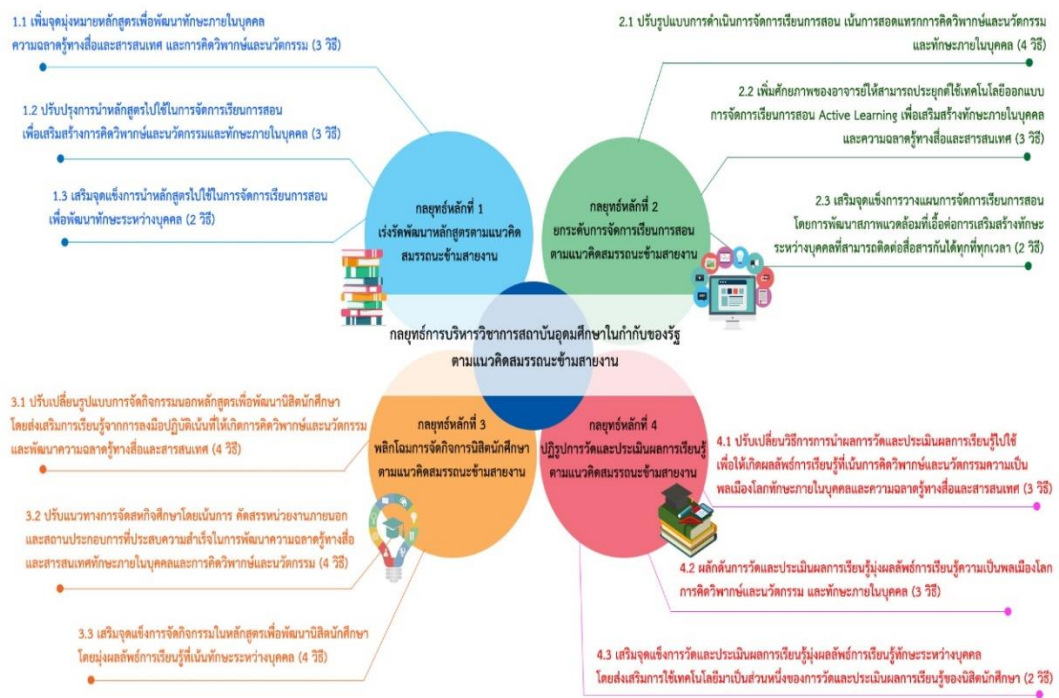 1.1 เพิ่มจุดมุ่งหมายหลักสูตรเพื่อพัฒนาทักษะภายในบุคคล
ความฉลาดรู้ทางสื่อและสารสนเทศ และการคิดวิพากษ์และนวัตกรรม (3 วิธี)
1.2 ปรับปรุงการนำหลักสูตรไปใช้ในการจัดการเรียนการสอน
เพื่อเสริมสร้างการคิดวิพากษ์และนวัตกรรมและทักษะภายในบุคคล (3 วิธี)
1.3 เสริมจุดแข็งการนำหลักสูตรไปใช้ในการจัดการเรียนการสอน
เพื่อพัฒนาทักษะระหว่างบุคคล (2 วิธี)
2.1 ปรับรูปแบบการดำเนินการจัดการเรียนการสอน เน้นการสอดแทรกการคิดวิพากษ์และนวัตกรรม
และทักษะภายในบุคคล (4 วิธี)
2.2 เพิ่มศักยภาพของอาจารย์ให้สามารถประยุกต์ใช้เทคโนโลยีออกแบบ
การจัดการเรียนการสอน Active Learning เพื่อเสริมสร้างทักษะภายในบุคคล
และความฉลาดรู้ทางสื่อและสารสนเทศ (3 วิธี)
2.3 เสริมจุดแข็งการวางแผนการจัดการเรียนการสอน
โดยการพัฒนาสภาพแวดล้อมที่เอื้อต่อการเสริมสร้างทักษะ
ระหว่างบุคคลที่สามารถติดต่อสื่อสารกันได้ทุกที่ทุกเวลา (2 วิธี)
กลยุทธ์หลักที่ 1
เร่งรัดพัฒนาหลักสูตรตามแนวคิด
สมรรถนะข้ามสายงาน
กลยุทธ์หลักที่ 2
ยกระดับการจัดการเรียนการสอน
ตามแนวคิดสมรรถนะข้ามสายงาน
กลยุทธ์การบริหารวิชาการสถาบันอุดมศึกษาในกำกับของรัฐ
ตามแนวคิดสมรรถนะข้ามสายงาน
กลยุทธ์หลักที่ 3
พลิกโฉมการจัดกิจการนิสิตนักศึกษา
ตามแนวคิดสมรรถนะข้ามสายงาน
กลยุทธ์หลักที่ 4
ปฏิรูปการวัดและประเมินผลการเรียนรู้
ตามแนวคิดสมรรถนะข้ามสายงาน
3.1 ปรับเปลี่ยนรูปแบบการจัดกิจกรรมนอกหลักสูตรเพื่อพัฒนานิสิตนักศึกษา
โดยส่งเสริมการเรียนรู้จากการลงมือปฏิบัติเน้นที่ให้เกิดการคิดวิพากษ์และนวัตกรรม
และพัฒนาความฉลาดรู้ทางสื่อและสารสนเทศ (4 วิธี)
3.2 ปรับแนวทางการจัดสหกิจศึกษาโดยเน้นการ คัดสรรหน่วยงานภายนอก
และสถานประกอบการที่ประสบความสำเร็จในการพัฒนาความฉลาดรู้ทางสื่อ
และสารสนเทศทักษะภายในบุคคลและการคิดวิพากษ์และนวัตกรรม (4 วิธี)
3.3 เสริมจุดแข็งการจัดกิจกรรมในหลักสูตรเพื่อพัฒนานิสิตนักศึกษา
โดยมุ่งผลลัพธ์การเรียนรู้ที่เน้นทักษะระหว่างบุคคล (4 วิธี)
4.1 ปรับเปลี่ยนวิธีการการนำผลการวัดและประเมินผลการเรียนรู้ไปใช้
เพื่อให้เกิดผลลัพธ์การเรียนรู้ที่เน้นการคิดวิพากษ์และนวัตกรรมความเป็น
พลเมืองโลกทักษะภายในบุคคลและความฉลาดรู้ทางสื่อและสารสนเทศ (3 วิธี)
4.2 ผลักดันการวัดและประเมินผลการเรียนรู้มุ่งผลลัพธ์การเรียนรู้ความเป็นพลเมืองโลก
การคิดวิพากษ์และนวัตกรรม และทักษะภายในบุคคล (3 วิธี)
4.3 เสริมจุดแข็งการวัดและประเมินผลการเรียนรู้มุ่งผลลัพธ์การเรียนรู้ทักษะระหว่างบุคคล
โดยส่งเสริมการใช้เทคโนโลยีมาเป็นส่วนหนึ่งของการวัดและประเมินผลการเรียนรู้ของนิสิตนักศึกษา (2 วิธี)